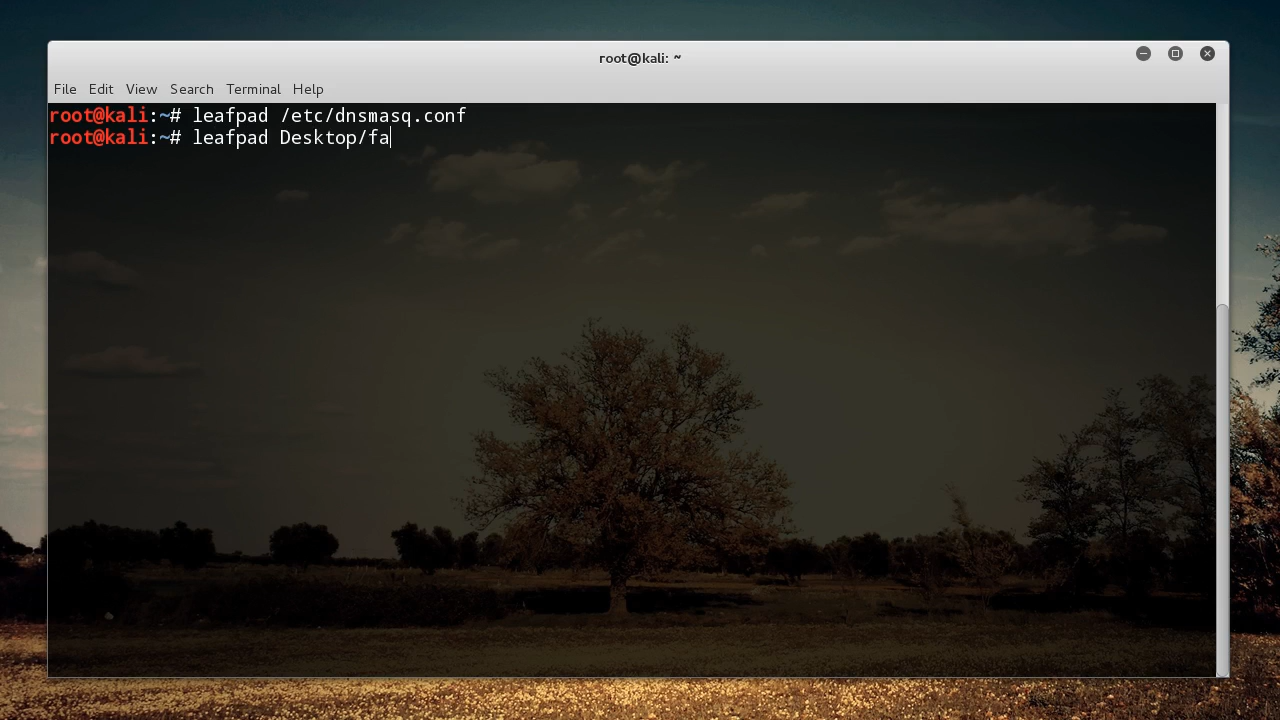 root@kali: ~
File Edit View Search Terminal Help
root@kali:~# leafpad /etc/dnsmasq.conf
root@kali:~# leafpad Desktop/fa